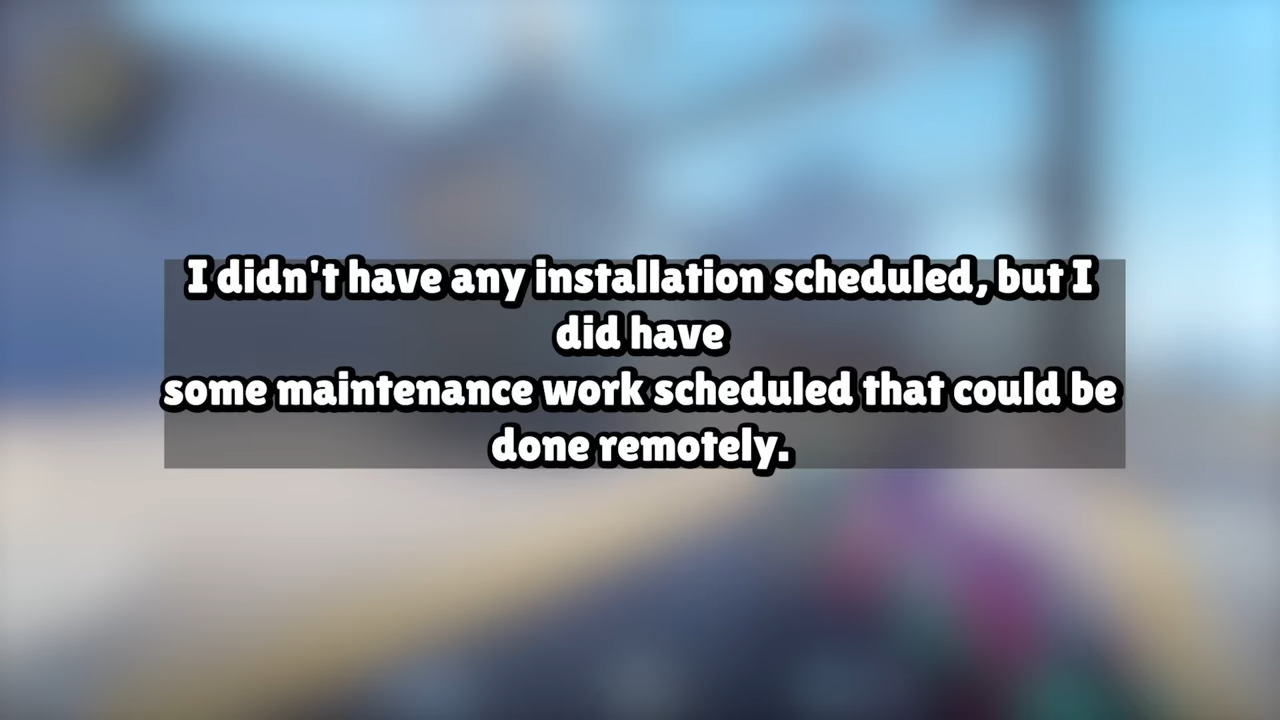 I didn't have any installation scheduled, but I
did have
some maintenance work scheduled that could be
done remotely.